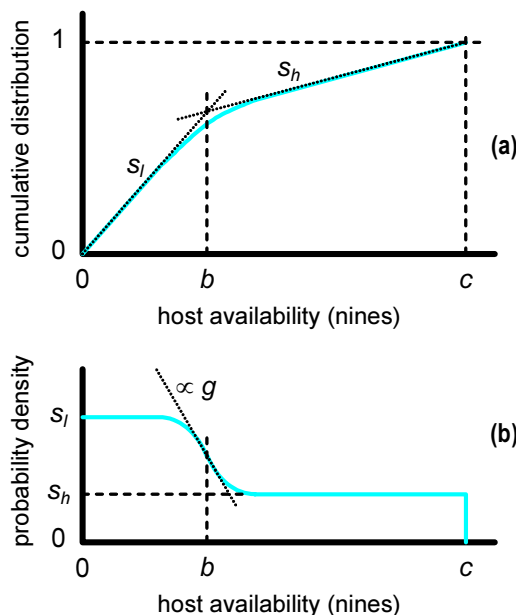 1
cumulative distribution
s_h
s_l
(a)
0
0
b
c
host availability (nines)
∝ g
probability density
s_l
(b)
s_h
0
0
b
c
host availability (nines)